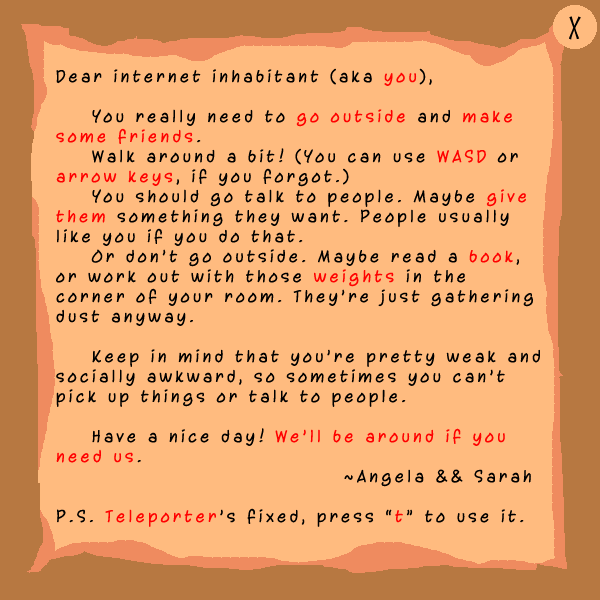 X
Dear internet inhabitant (aka you),
You really need to go outside and make
some friends.
Walk around a bit! (You can use WASD or
arrow keys, if you forgot.)
You should go talk to people. Maybe give
them something they want. People usually
like you if you do that.
Or don't go outside. Maybe read a book,
or work out with those weights in the
corner of your room. They're just gathering
dust anyway.
Keep in mind that you're pretty weak and
socially awkward, so sometimes you can't
pick up things or talk to people.
Have a nice day! We'll be around if you
need us.
~Angela && Sarah
P.S. Teleporter's fixed, press "t" to use it.